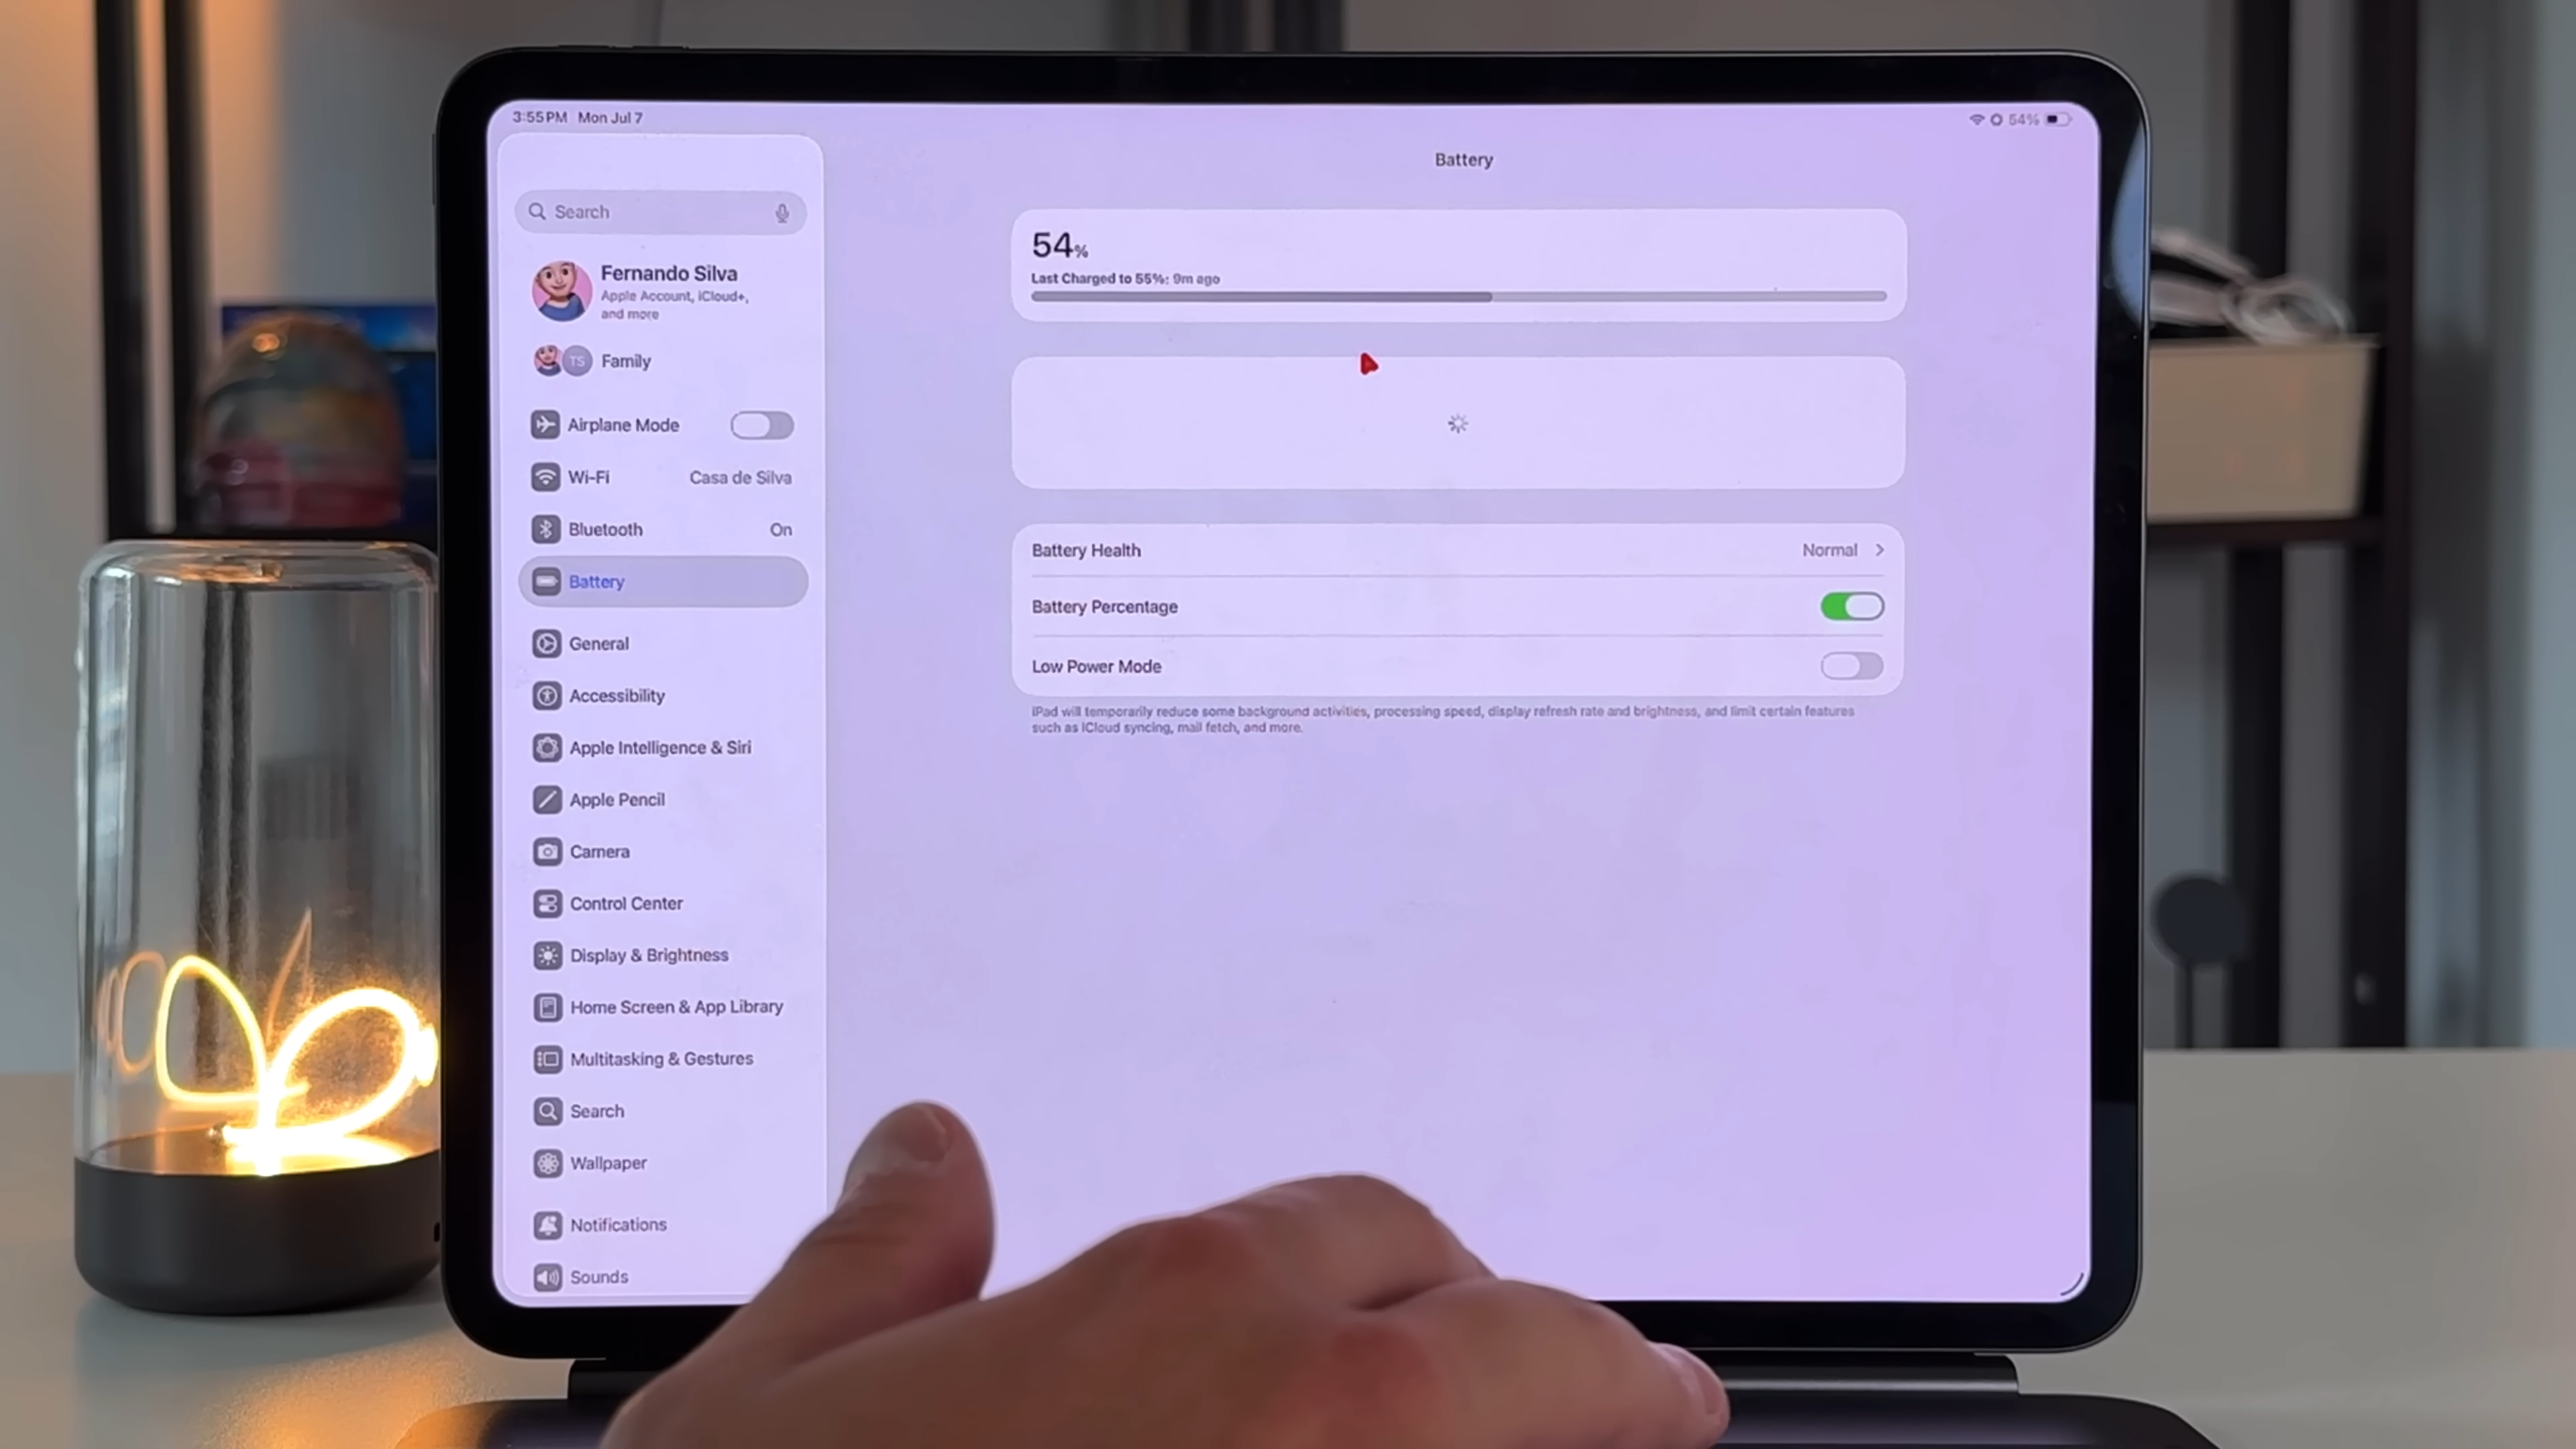 3:55 PM Mon Jul 7
54%
Search
Fernando Silva
Apple Account, iCloud+,
and more
TS
Family
Airplane Mode
Wi-Fi
Casa de Silva
Bluetooth
On
Battery
General
Accessibility
Apple Intelligence & Siri
Apple Pencil
Camera
Control Center
Display & Brightness
Home Screen & App Library
Multitasking & Gestures
Search
Wallpaper
Notifications
Sounds
Battery
54%
Last Charged to 55%: 9m ago
Battery Health
Normal
Battery Percentage
Low Power Mode
iPad will temporarily reduce some background activities, processing speed, display refresh rate and brightness, and limit certain features
such as iCloud syncing, mail fetch, and more.